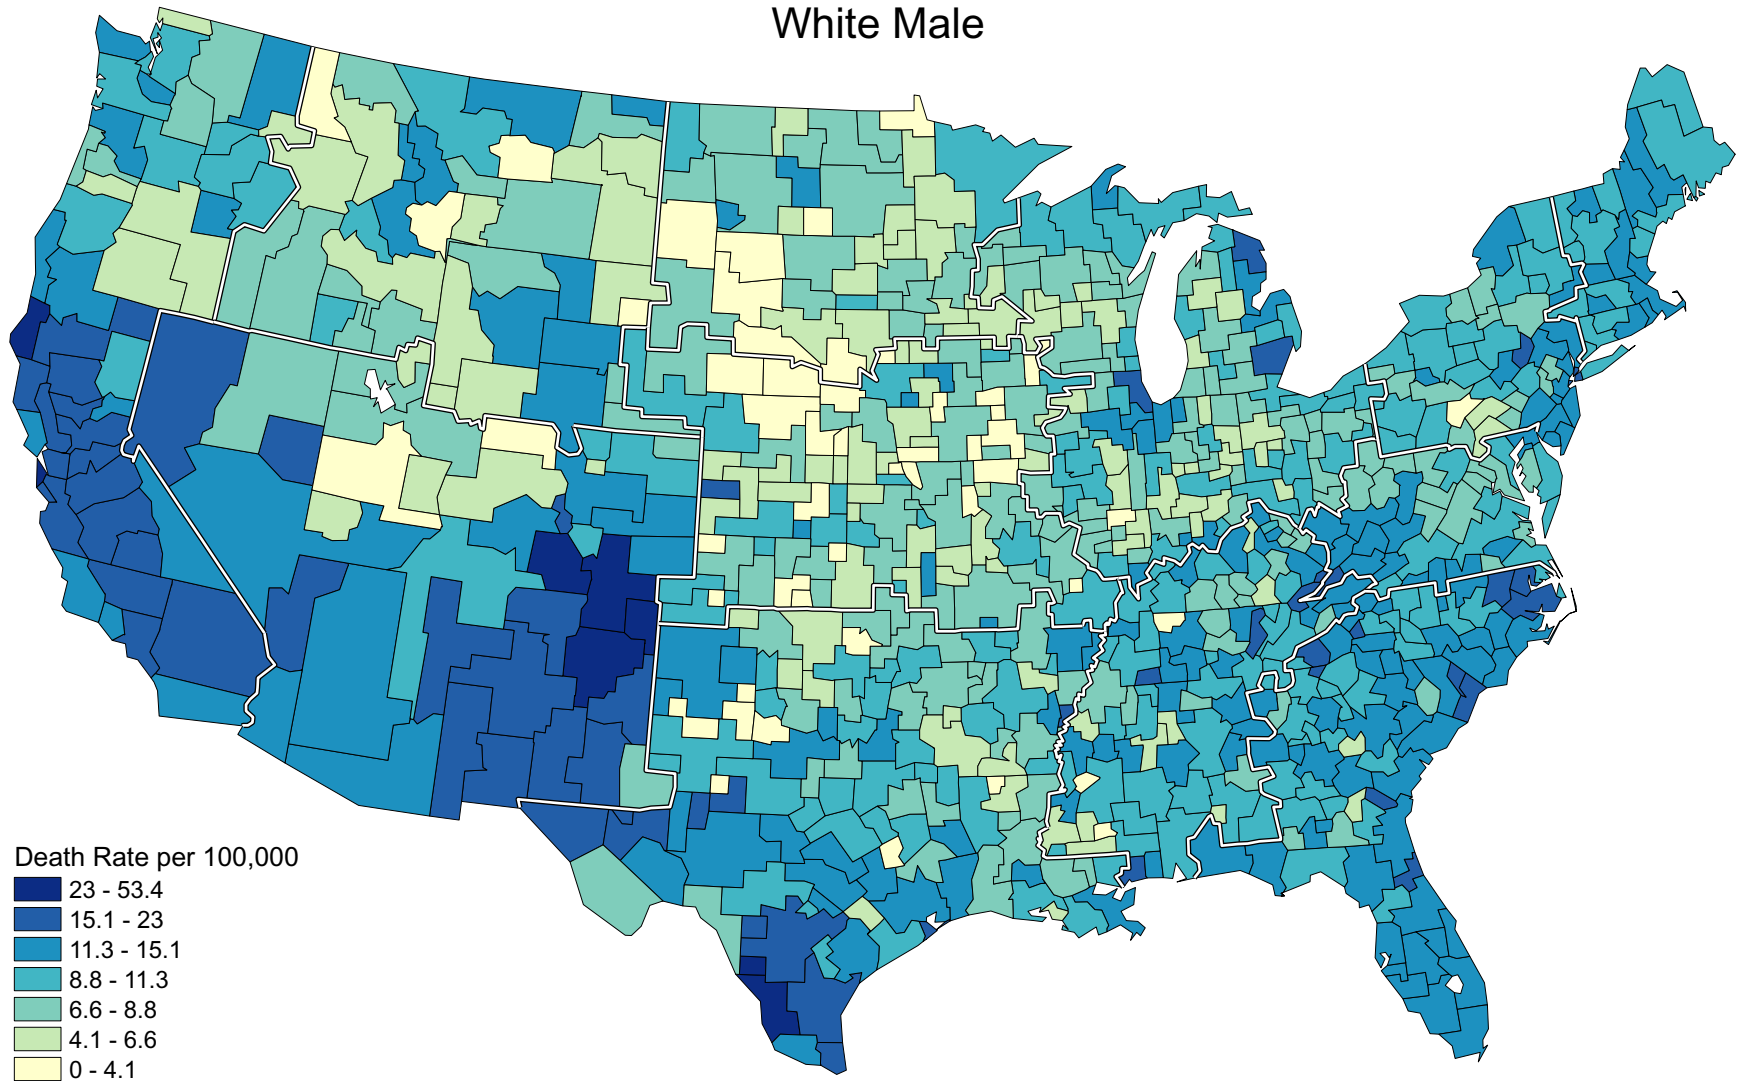 White Male
Death Rate per 100,000
23 - 53.4
15.1 - 23
11.3 - 15.1
8.8 - 11.3
6.6 - 8.8
4.1 - 6.6
0 - 4.1